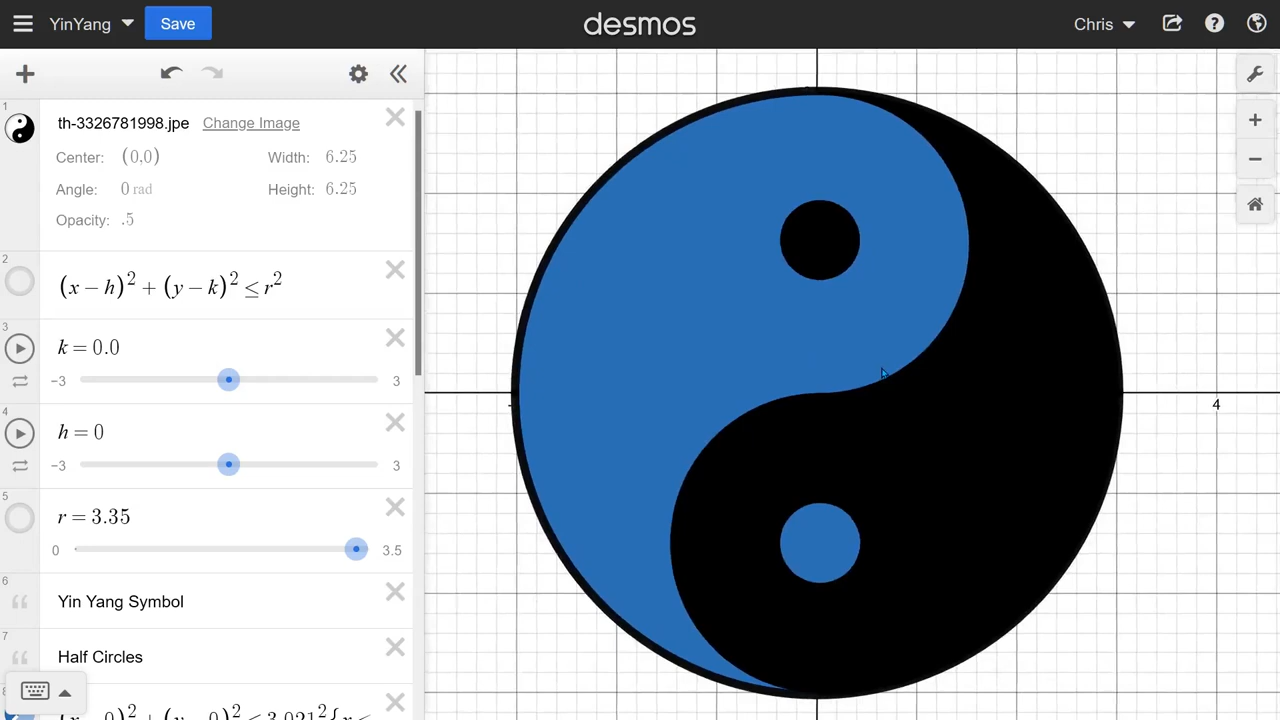 YinYang
Save
desmos
Chris
1
th-3326781998.jpe Change Image
Center: (0,0) Width: 6.25
Angle: 0 rad Height: 6.25
Opacity: .5
2
(x − h)² + (y − k)² ≤ r²
3
k = 0.0
−3 3
4
h = 0
−3 3
5
r = 3.35
0 3.5
6
Yin Yang Symbol
7
Half Circles
4